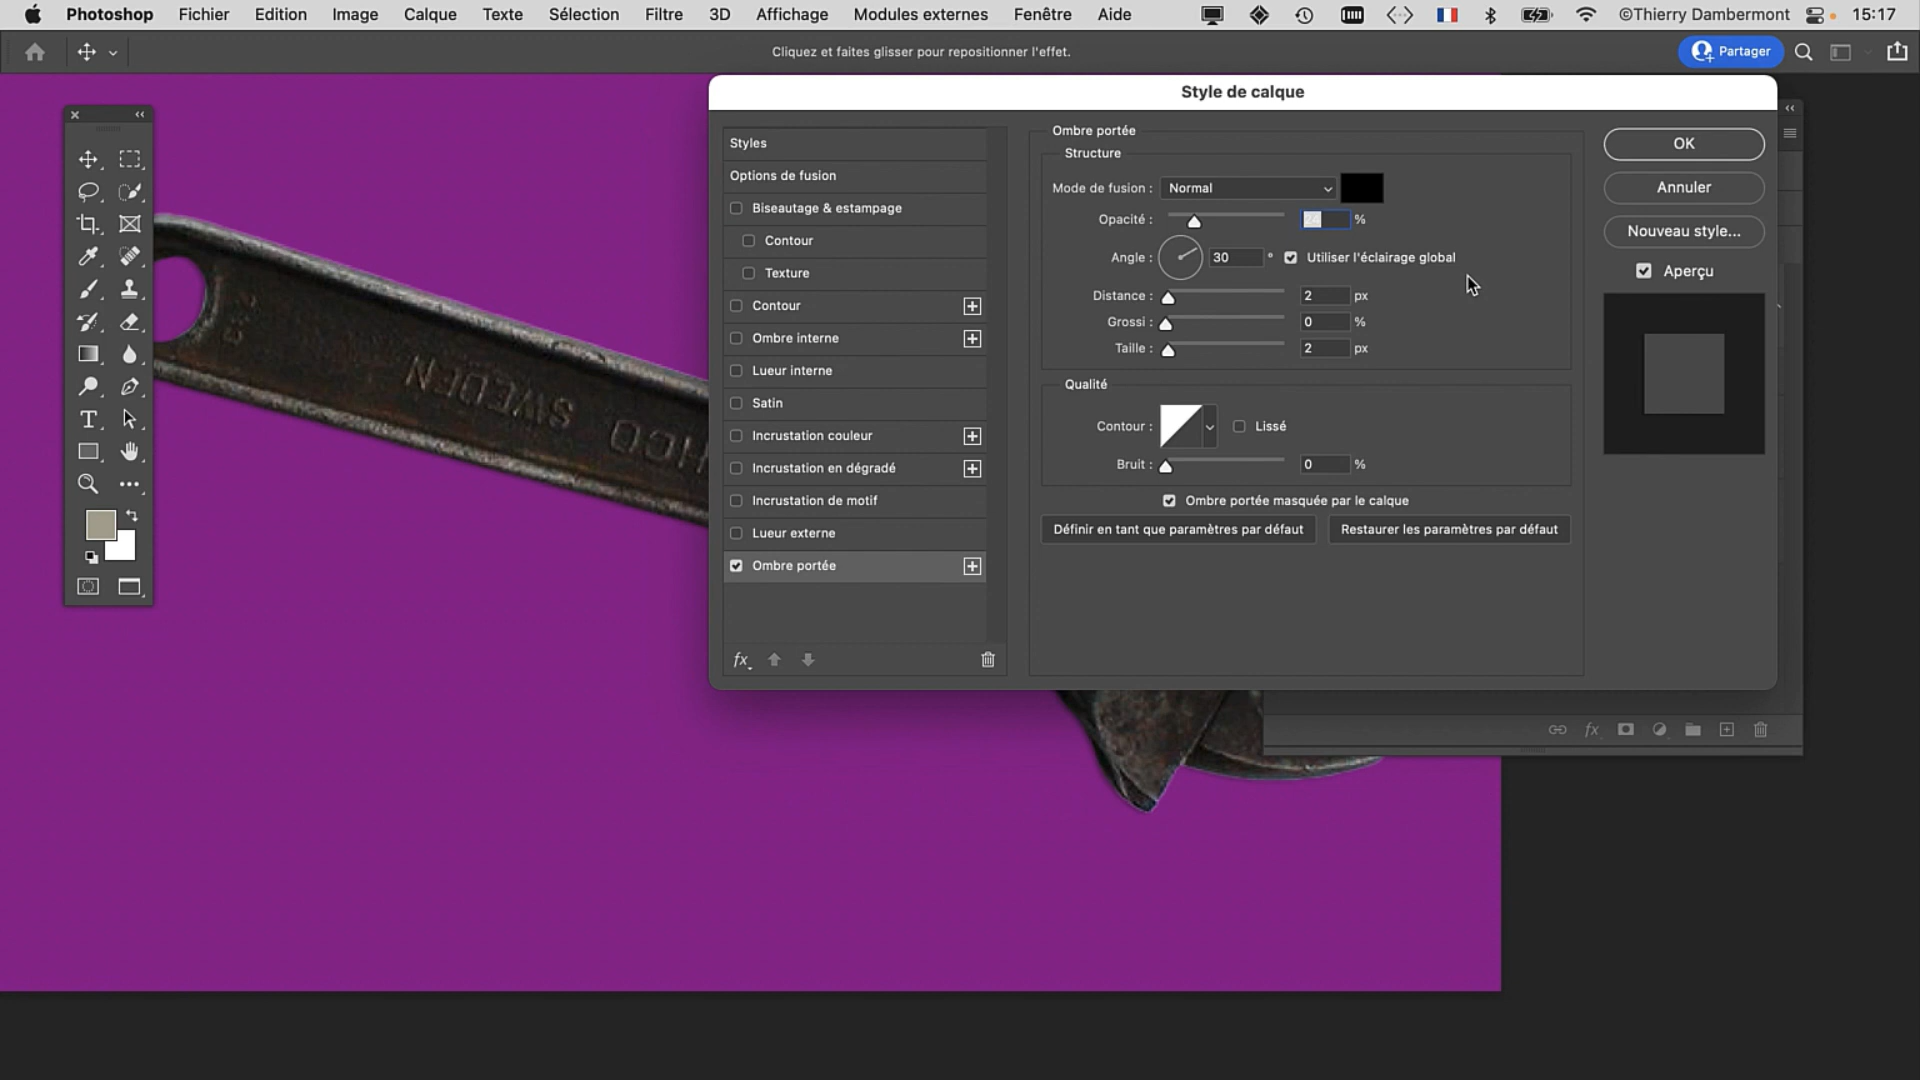 Photoshop Fichier Edition Image Calque Texte Sélection Filtre 3D Affichage Modules externes Fenêtre Aide ©Thierry Dambermont 15:17
Cliquez et faites glisser pour repositionner l'effet.
Partager
Style de calque
Styles
Options de fusion
Biseautage & estampage
Contour
Texture
Contour
Ombre interne
Lueur interne
Satin
Incrustation couleur
Incrustation en dégradé
Incrustation de motif
Lueur externe
Ombre portée
fx
Ombre portée
Structure
Mode de fusion : Normal
Opacité : %
Angle : 30 ° Utiliser l'éclairage global
Distance : 2 px
Grossi : 0 %
Taille : 2 px
Qualité
Contour : Lissé
Bruit : 0 %
Ombre portée masquée par le calque
Définir en tant que paramètres par défaut Restaurer les paramètres par défaut
OK
Annuler
Nouveau style...
Aperçu
fx
T
SWEDEN